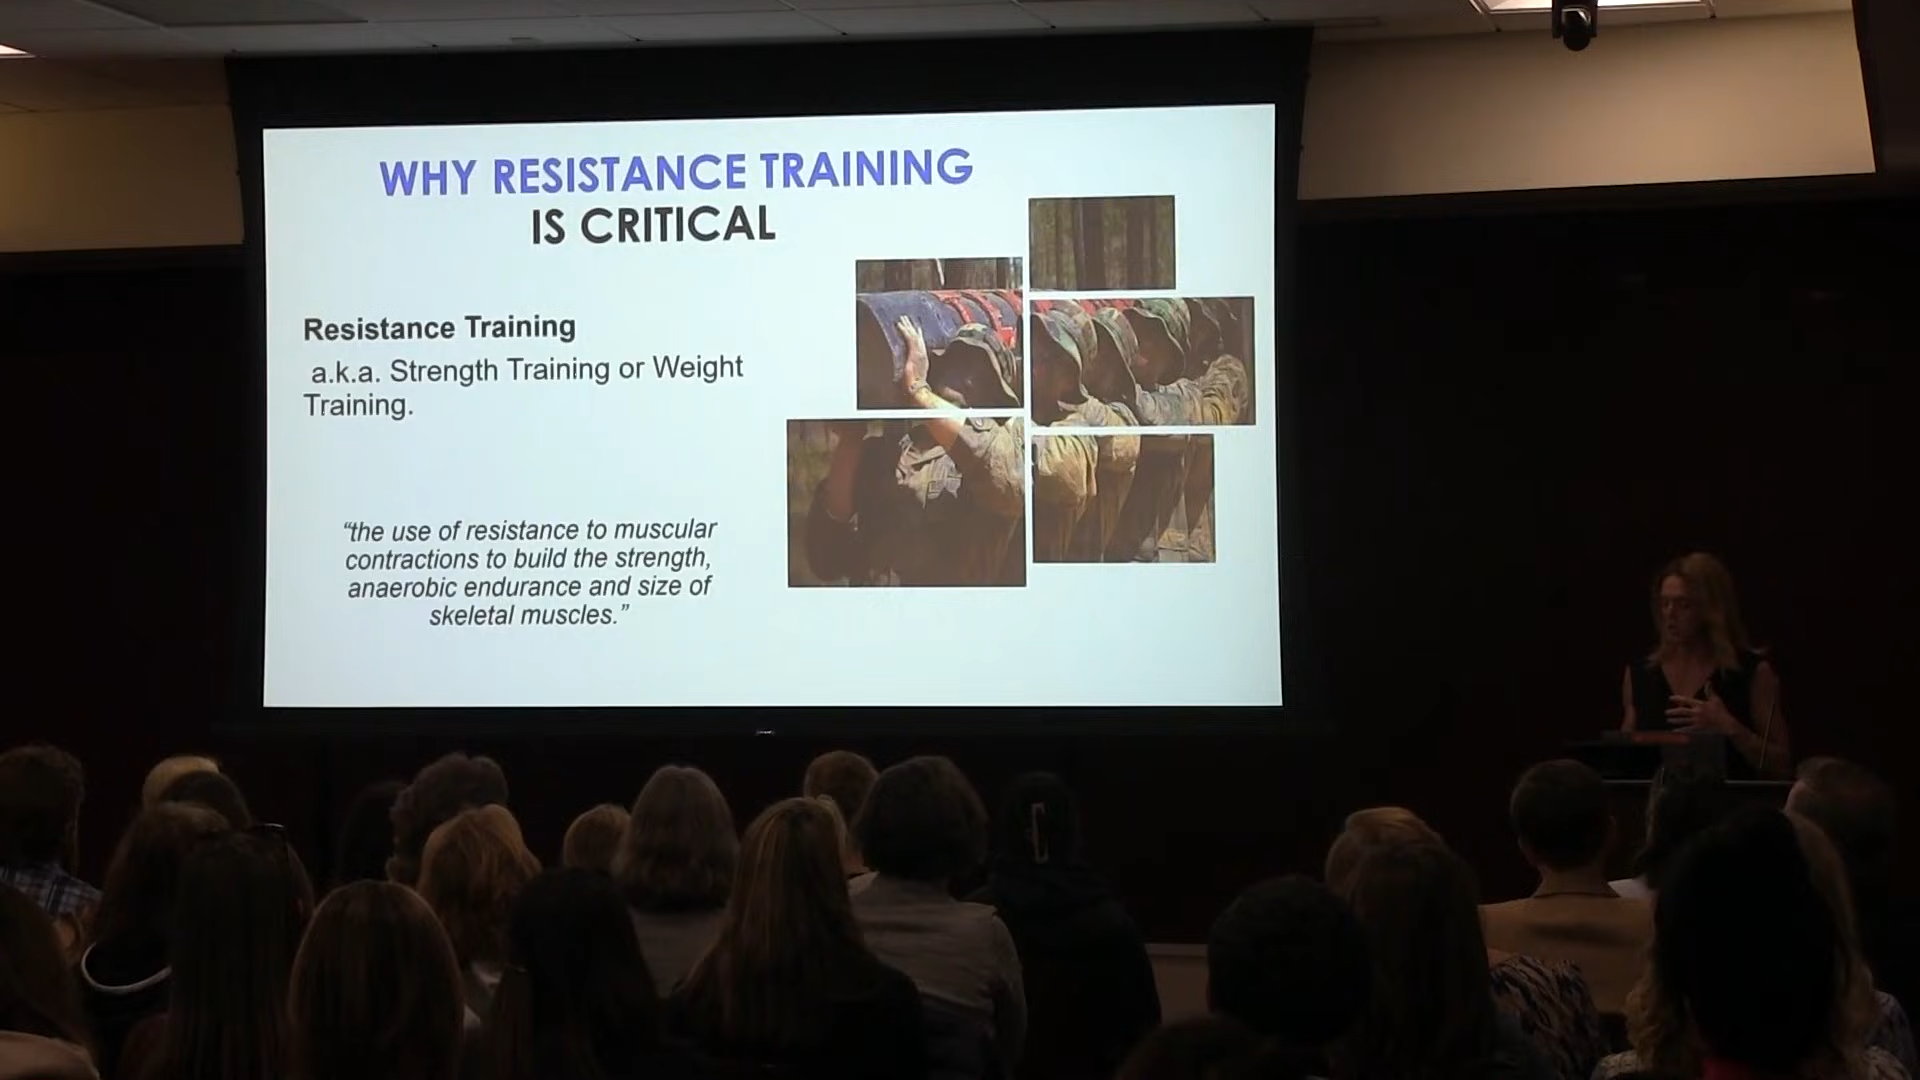 WHY RESISTANCE TRAINING
IS CRITICAL
Resistance Training
a.k.a. Strength Training or Weight
Training.
“the use of resistance to muscular
contractions to build the strength,
anaerobic endurance and size of
skeletal muscles.”